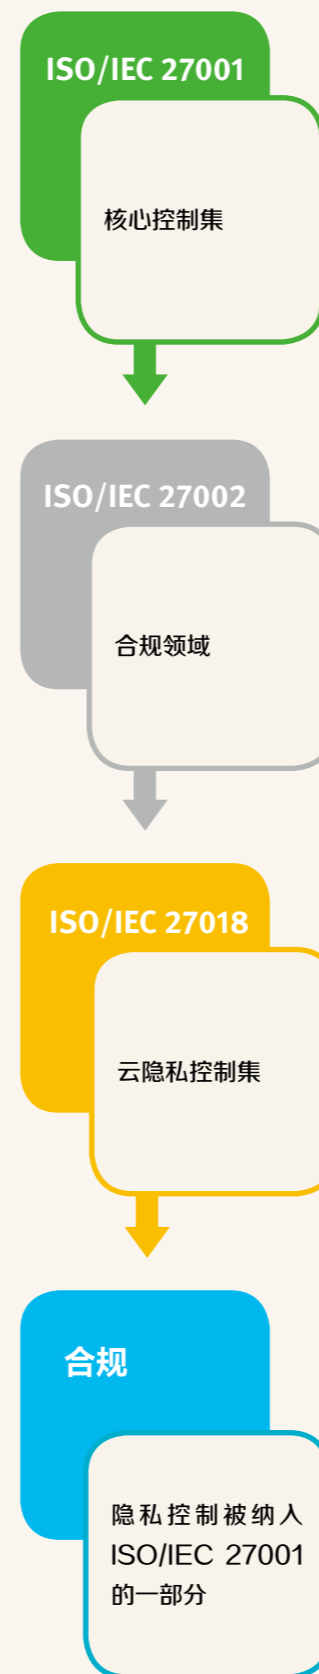 ISO/IEC 27001
核心控制集
ISO/IEC 27002
合规领域
ISO/IEC 27018
云隐私控制集
合规
隐私控制被纳入
ISO/IEC 27001
的一部分